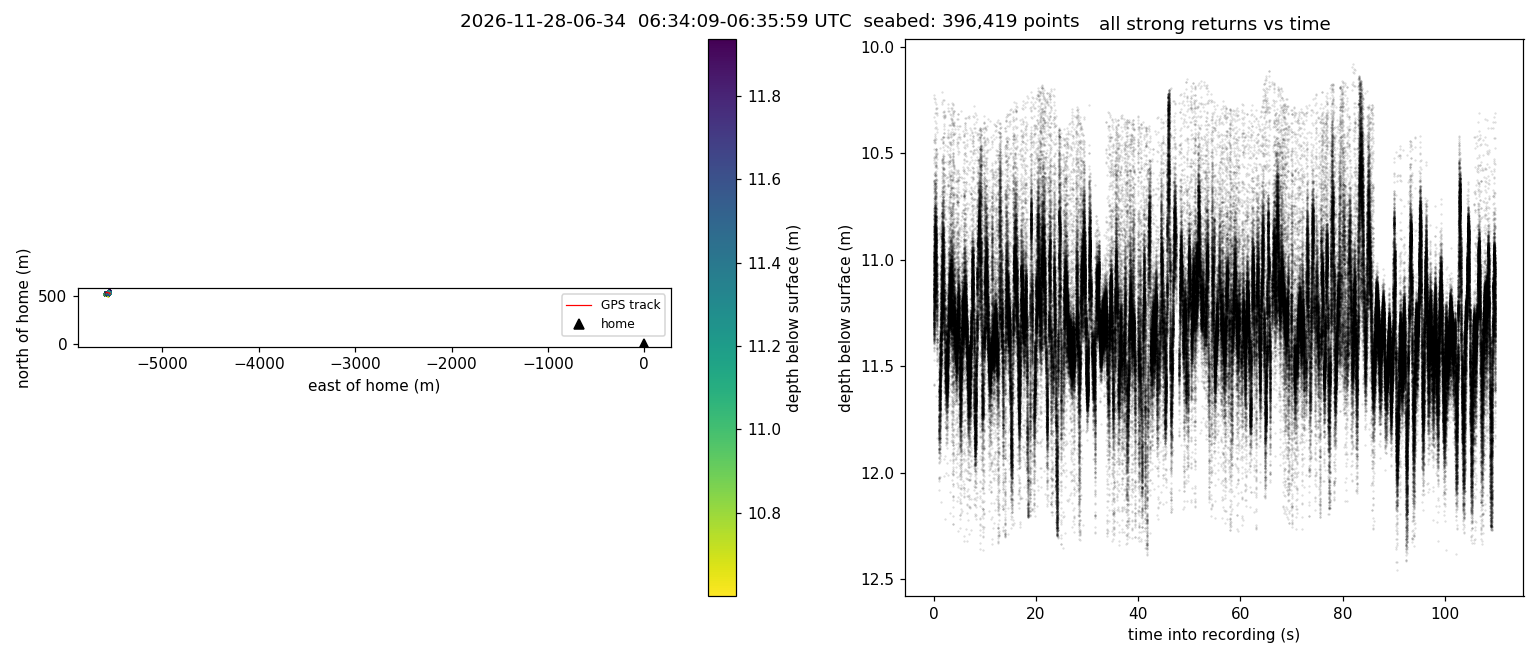 2026-11-28-06-34  06:34:09-06:35:59 UTC  seabed: 396,419 points
north of home (m)
500
0
GPS track
home
−5000
−4000
−3000
−2000
−1000
0
east of home (m)
11.8
11.6
11.4
11.2
11.0
10.8
depth below surface (m)
all strong returns vs time
depth below surface (m)
10.0
10.5
11.0
11.5
12.0
12.5
0
20
40
60
80
100
time into recording (s)